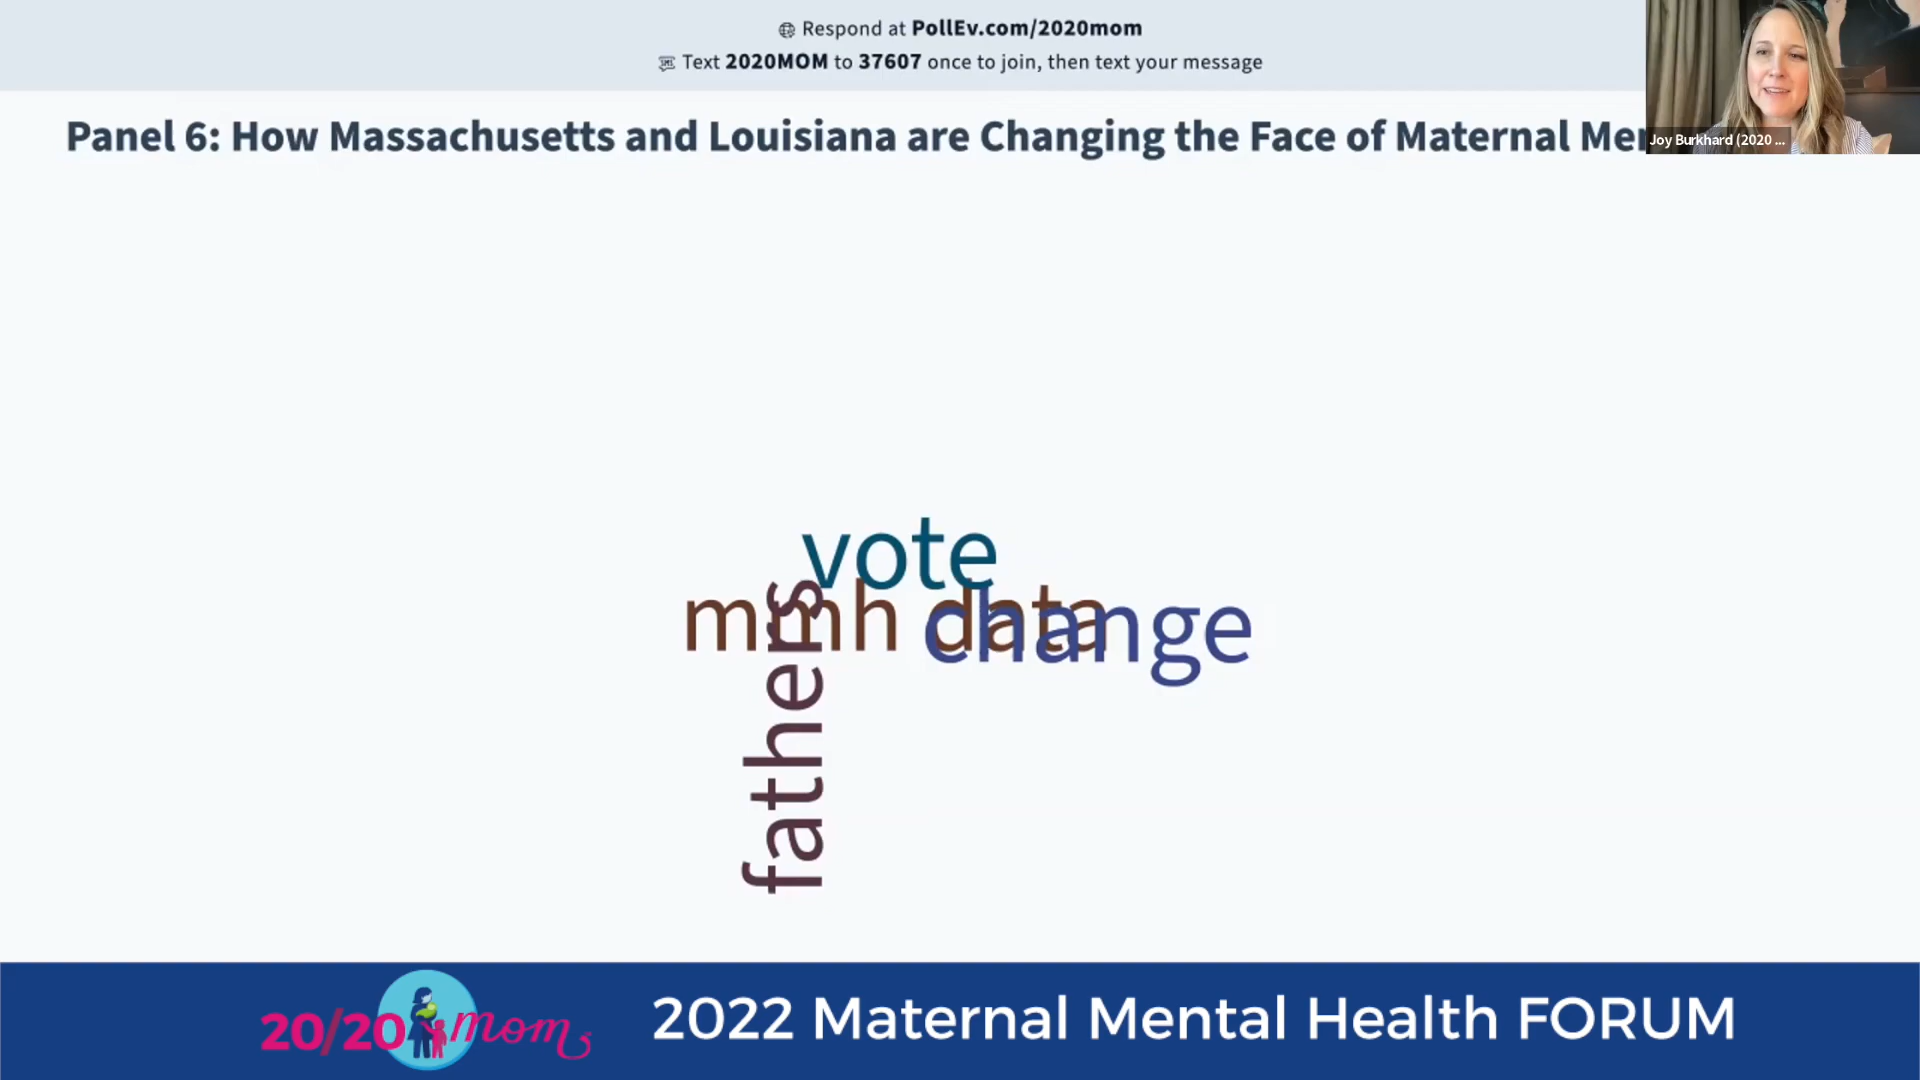 Respond at PollEv.com/2020mom
Text 2020MOM to 37607 once to join, then text your message
Panel 6: How Massachusetts and Louisiana are Changing the Face of Maternal
Joy Burkhard (2020 ...
vote
mmh data
change
fathers
20/20 mom
2022 Maternal Mental Health FORUM